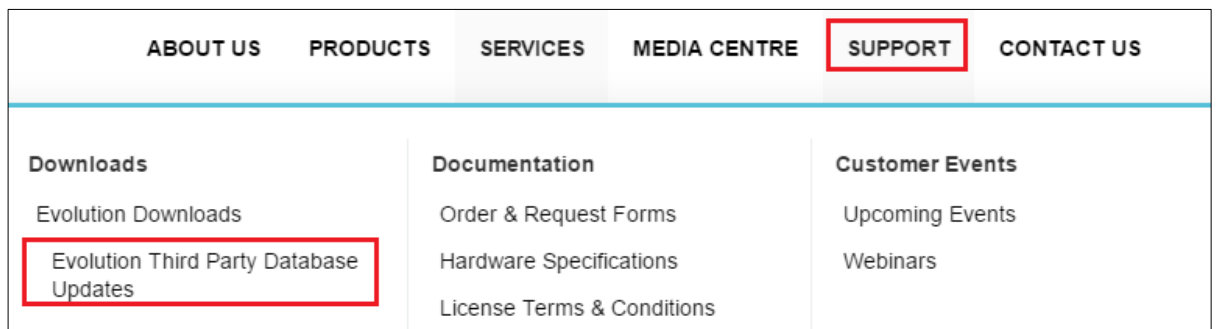 ABOUT US PRODUCTS SERVICES MEDIA CENTRE SUPPORT CONTACT US
Downloads
Evolution Downloads
Evolution Third Party Database
Updates
Documentation
Order & Request Forms
Hardware Specifications
License Terms & Conditions
Customer Events
Upcoming Events
Webinars